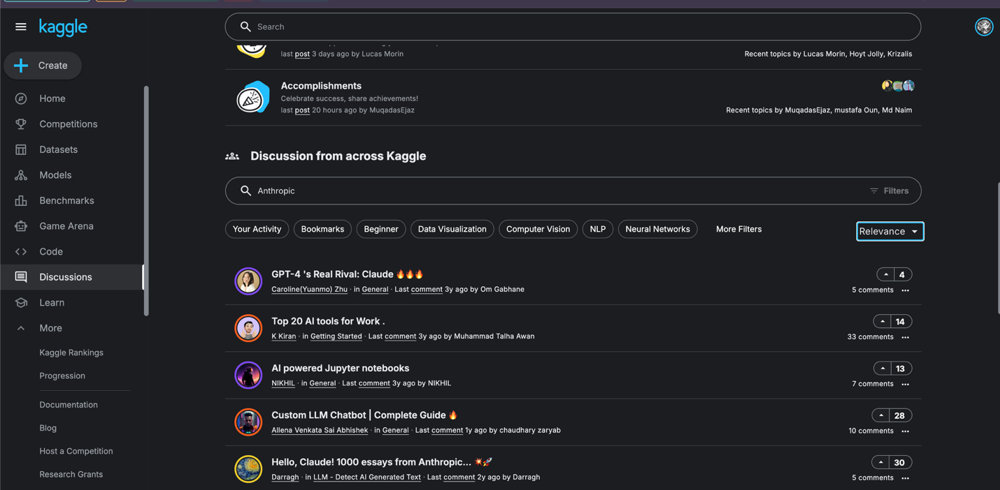 kaggle
Search
Create
Home
Competitions
Datasets
Models
Benchmarks
Game Arena
Code
Discussions
Learn
More
Kaggle Rankings
Progression
Documentation
Blog
Host a Competition
Research Grants
last post 3 days ago by Lucas Morin
Recent topics by Lucas Morin, Hoyt Jolly, Krizalis
Accomplishments
Celebrate success, share achievements!
last post 20 hours ago by MuqadasEjaz
Recent topics by MuqadasEjaz, mustafa Oun, Md Naim
Discussion from across Kaggle
Anthropic
Filters
Your Activity Bookmarks Beginner Data Visualization Computer Vision NLP Neural Networks More Filters Relevance
GPT-4 's Real Rival: Claude 🔥🔥🔥
4
Caroline(Yuanmo) Zhu · in General · Last comment 3y ago by Om Gabhane
5 comments
Top 20 AI tools for Work .
14
K Kiran · in Getting Started · Last comment 3y ago by Muhammad Talha Awan
33 comments
AI powered Jupyter notebooks
13
NIKHIL · in General · Last comment 3y ago by NIKHIL
7 comments
Custom LLM Chatbot | Complete Guide 🔥
28
Allena Venkata Sai Abhishek · in General · Last comment 1y ago by chaudhary zaryab
10 comments
Hello, Claude! 1000 essays from Anthropic... 💥🚀
30
Darragh · in LLM - Detect AI Generated Text · Last comment 2y ago by Darragh
5 comments